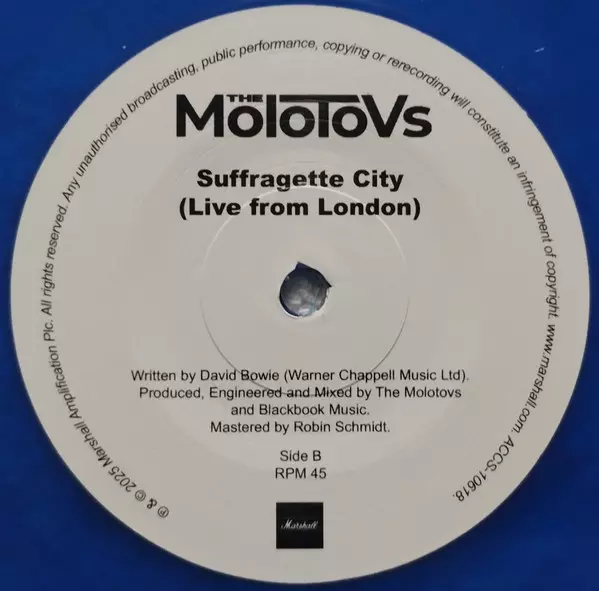 ℗ & © 2025 Marshall Amplification Plc. All rights reserved. Any unauthorised broadcasting, public performance, copying or rerecording will constitute an infringement of copyright. www.marshall.com. ACCS-10618.
THE
MOLOTOVS
Suffragette City
(Live from London)
Written by David Bowie (Warner Chappell Music Ltd).
Produced, Engineered and Mixed by The Molotovs
and Blackbook Music.
Mastered by Robin Schmidt.
Side B
RPM 45
Marshall